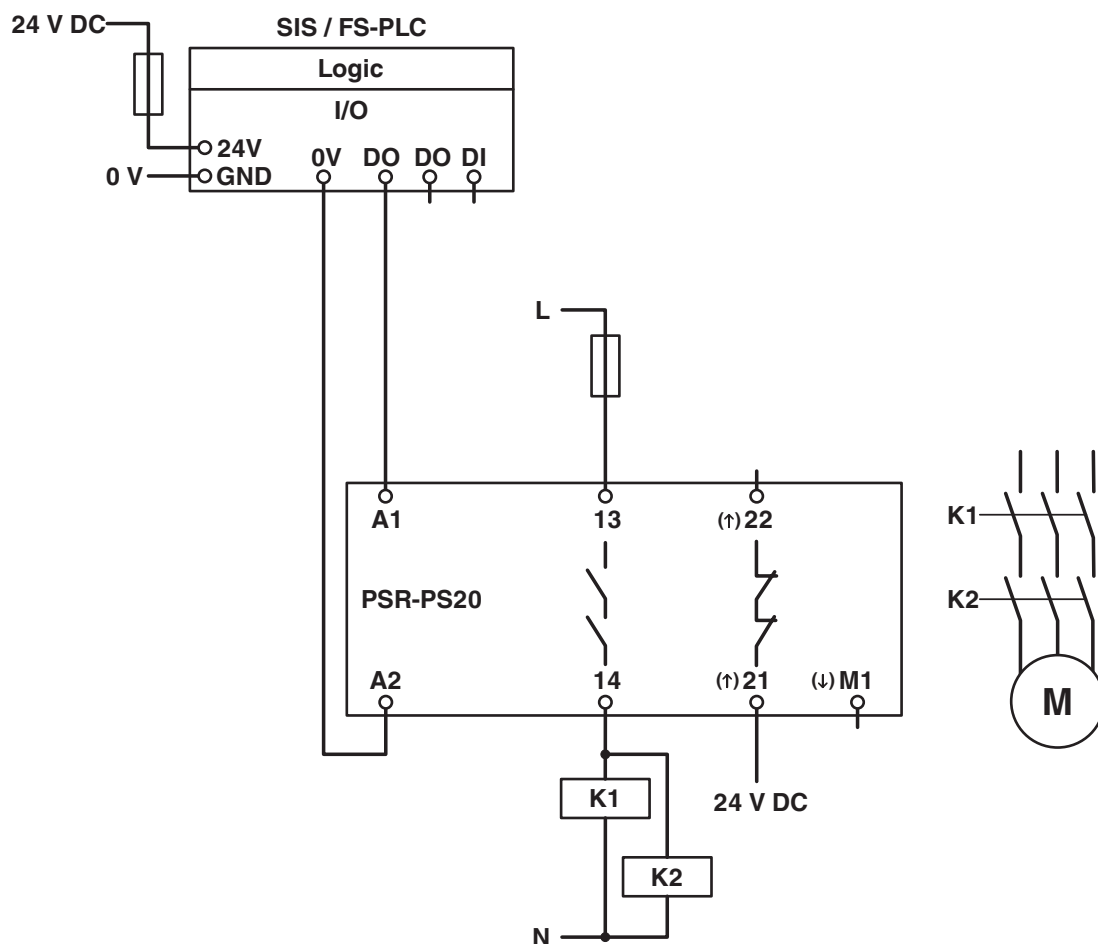 24 V DC
SIS / FS-PLC
Logic
I/O
24V
0V DO DO DI
0 V
GND
L
A1 13 (↑) 22
K1
PSR-PS20
K2
A2 14 (↑) 21 (↓) M1
M
K1
24 V DC
K2
N